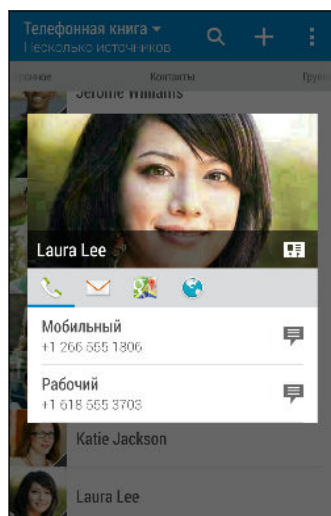 Телефонная книга
Несколько источников
Контакты
Jerome Williams
Laura Lee
Мобильный
+1 266 555 1806
Рабочий
+1 618 555 3703
Katie Jackson
Laura Lee